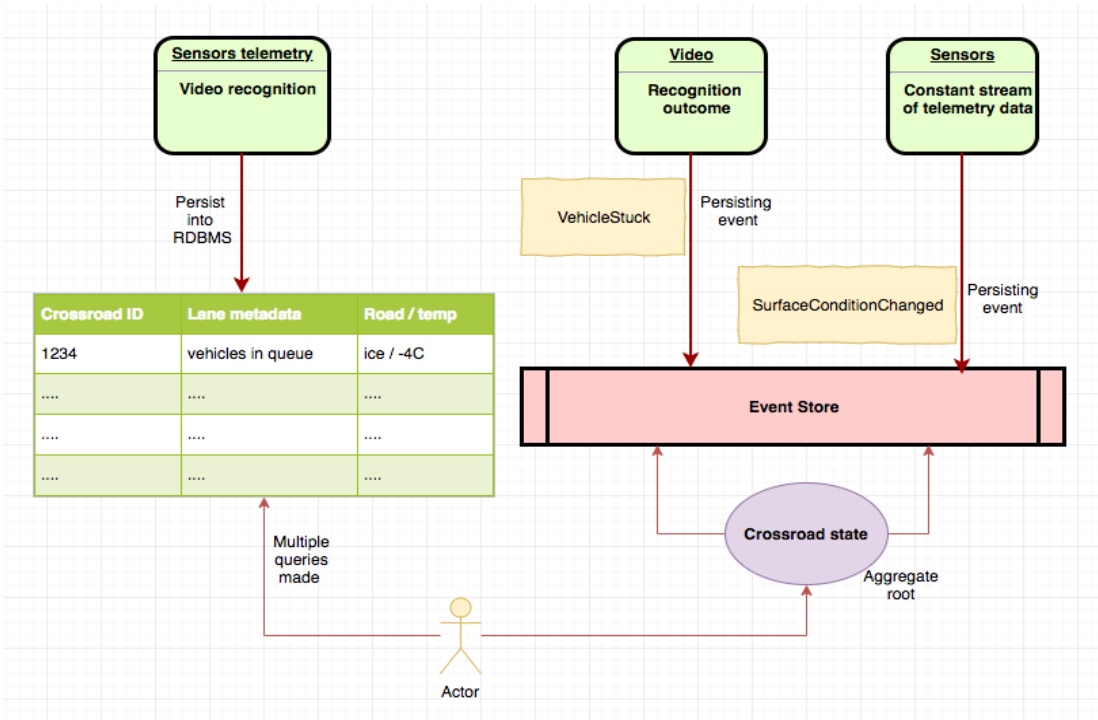 Sensors telemetry
Video recognition
Video
Recognition
outcome
Sensors
Constant stream
of telemetry data
Persist
into
RDBMS
VehicleStuck
Persisting
event
SurfaceConditionChanged
Persisting
event
Crossroad ID Lane metadata Road / temp
1234 vehicles in queue ice / -4C
.... .... ....
.... .... ....
.... .... ....
Event Store
Multiple
queries
made
Crossroad state
Aggregate
root
Actor